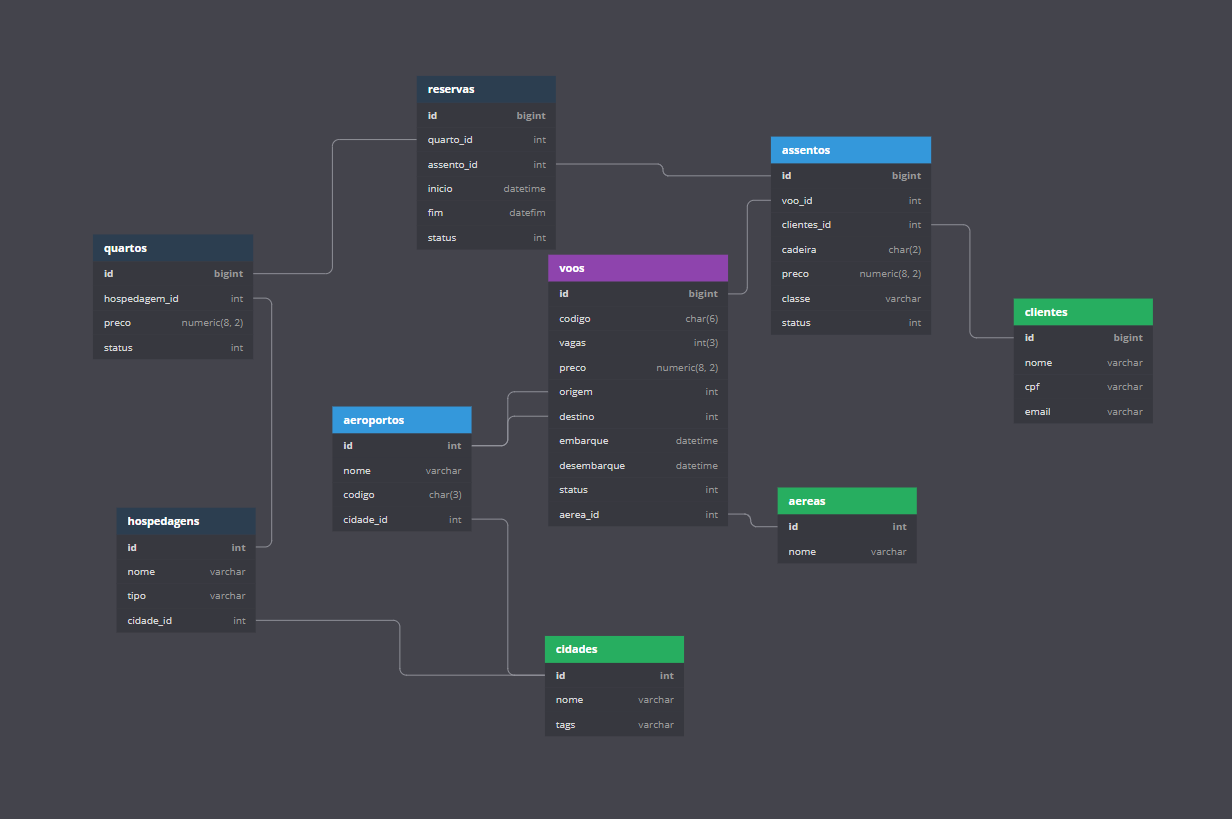 reservas
id bigint
quarto_id int
assento_id int
inicio datetime
fim datefim
status int
assentos
id bigint
voo_id int
clientes_id int
cadeira char(2)
preco numeric(8, 2)
classe varchar
status int
quartos
id bigint
hospedagem_id int
preco numeric(8, 2)
status int
voos
id bigint
codigo char(6)
vagas int(3)
preco numeric(8, 2)
origem int
destino int
embarque datetime
desembarque datetime
status int
aerea_id int
clientes
id bigint
nome varchar
cpf varchar
email varchar
aeroportos
id int
nome varchar
codigo char(3)
cidade_id int
aereas
id int
nome varchar
hospedagens
id int
nome varchar
tipo varchar
cidade_id int
cidades
id int
nome varchar
tags varchar